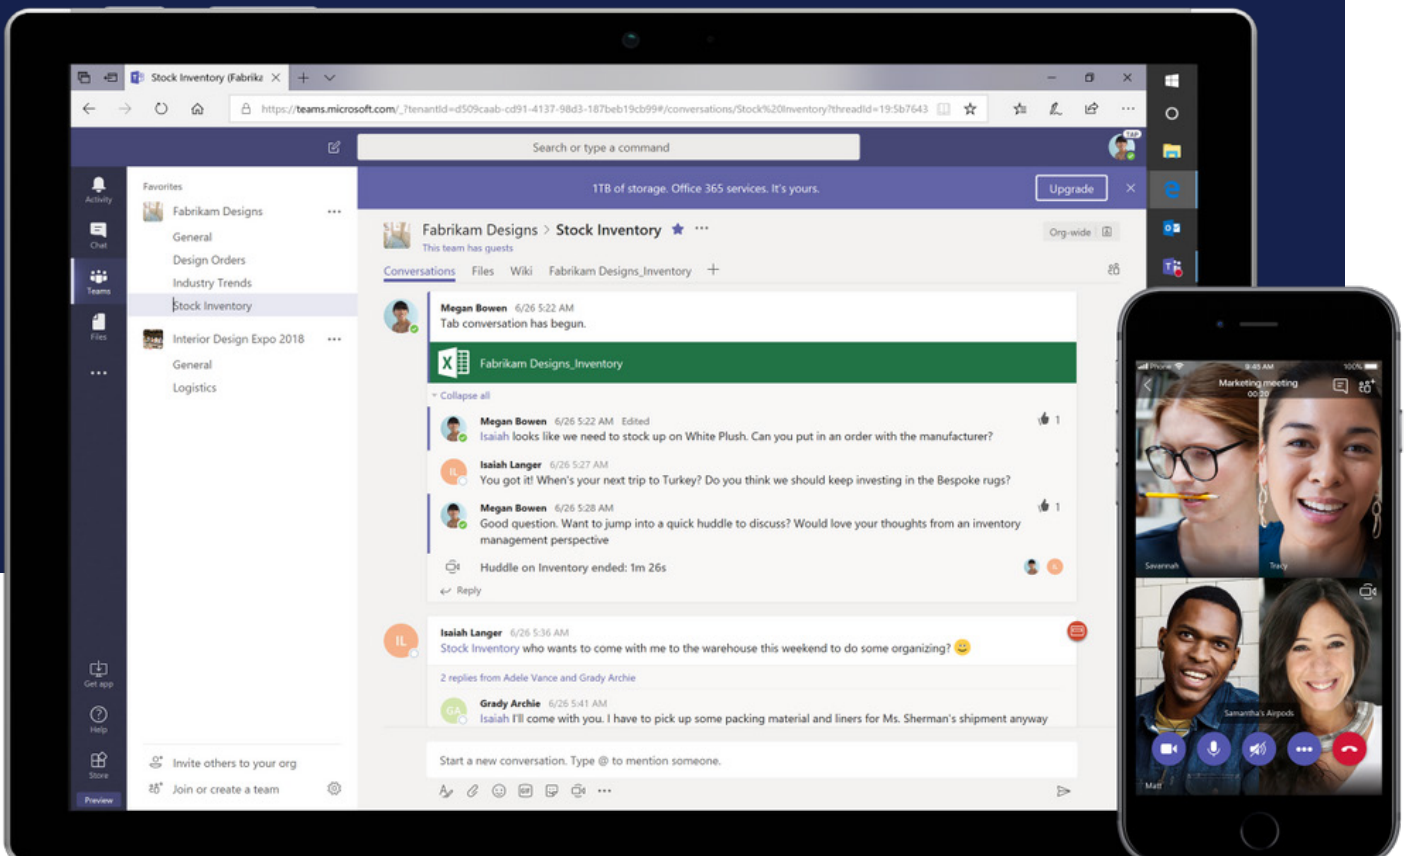 Stock Inventory (Fabrika
https://teams.microsoft.com/_?tenantId=d509caab-cd91-4137-98d3-187beb19cb99#/conversations/Stock%20Inventory?threadId=19:5b7643
Search or type a command
TAP
1TB of storage. Office 365 services. It's yours.
Upgrade
Activity
Chat
Teams
Files
Get app
Help
Store
Preview
Favorites
Fabrikam Designs
General
Design Orders
Industry Trends
Stock Inventory
Interior Design Expo 2018
General
Logistics
Invite others to your org
Join or create a team
Fabrikam Designs > Stock Inventory
This team has guests
Org-wide
Conversations Files Wiki Fabrikam Designs_Inventory
Megan Bowen 6/26 5:22 AM
Tab conversation has begun.
Fabrikam Designs_Inventory
Collapse all
Megan Bowen 6/26 5:22 AM Edited
1
Isaiah looks like we need to stock up on White Plush. Can you put in an order with the manufacturer?
IL
Isaiah Langer 6/26 5:27 AM
You got it! When's your next trip to Turkey? Do you think we should keep investing in the Bespoke rugs?
Megan Bowen 6/26 5:28 AM
1
Good question. Want to jump into a quick huddle to discuss? Would love your thoughts from an inventory
management perspective
Huddle on Inventory ended: 1m 26s
Reply
IL
Isaiah Langer 6/26 5:36 AM
Stock Inventory who wants to come with me to the warehouse this weekend to do some organizing?
2 replies from Adele Vance and Grady Archie
GA
Grady Archie 6/26 5:41 AM
Isaiah I'll come with you. I have to pick up some packing material and liners for Ms. Sherman's shipment anyway
Start a new conversation. Type @ to mention someone.
GIF
Phone 9:45 AM 100%
Marketing meeting
00:20
Savannah
Tracy
Samantha's Airpods
Matt